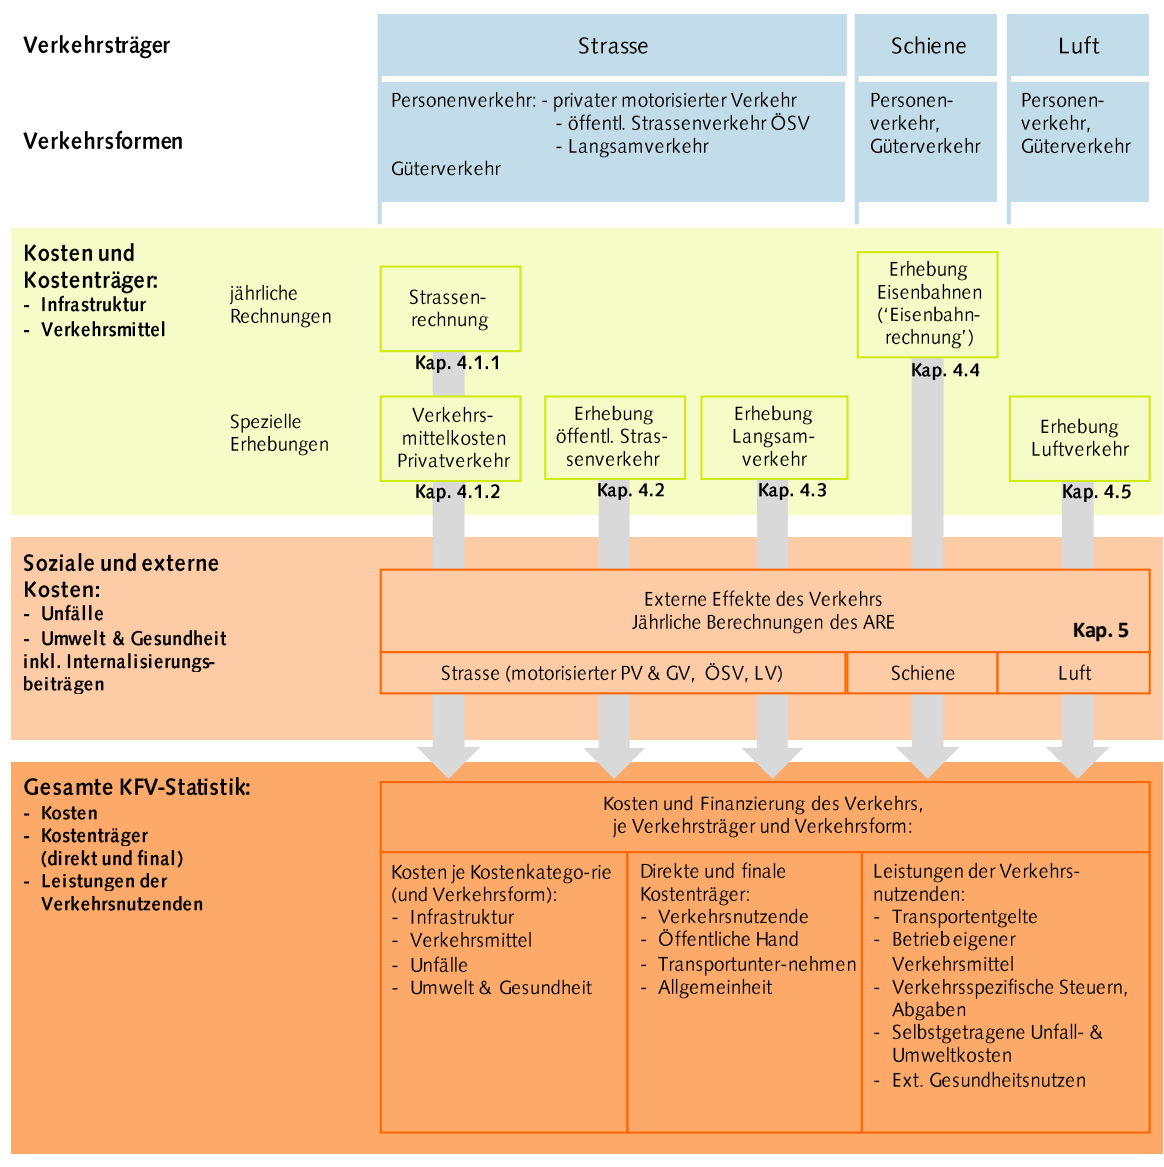 Verkehrsträger
Strasse
Schiene
Luft
Verkehrsformen
Personenverkehr: - privater motorisierter Verkehr
- öffentl. Strassenverkehr ÖSV
- Langsamverkehr
Güterverkehr
Personen-
verkehr,
Güterverkehr
Personen-
verkehr,
Güterverkehr
Kosten und
Kostenträger:
- Infrastruktur
- Verkehrsmittel
jährliche
Rechnungen
Strassen-
rechnung
Kap. 4.1.1
Erhebung
Eisenbahnen
(‘Eisenbahn-
rechnung’)
Kap. 4.4
Spezielle
Erhebungen
Verkehrs-
mittelkosten
Privatverkehr
Kap. 4.1.2
Erhebung
öffentl. Stras-
senverkehr
Kap. 4.2
Erhebung
Langsam-
verkehr
Kap. 4.3
Erhebung
Luftverkehr
Kap. 4.5
Soziale und externe
Kosten:
- Unfälle
- Umwelt & Gesundheit
inkl. Internalisierungs-
beiträgen
Externe Effekte des Verkehrs
Jährliche Berechnungen des ARE
Kap. 5
Strasse (motorisierter PV & GV, ÖSV, LV)
Schiene
Luft
Gesamte KFV-Statistik:
- Kosten
- Kostenträger
(direkt und final)
- Leistungen der
Verkehrsnutzenden
Kosten und Finanzierung des Verkehrs,
je Verkehrsträger und Verkehrsform:
Kosten je Kostenkatego-rie
(und Verkehrsform):
- Infrastruktur
- Verkehrsmittel
- Unfälle
- Umwelt & Gesundheit
Direkte und finale
Kostenträger:
- Verkehrsnutzende
- Öffentliche Hand
- Transportunter-nehmen
- Allgemeinheit
Leistungen der Verkehrs-
nutzenden:
- Transportentgelte
- Betrieb eigener
Verkehrsmittel
- Verkehrsspezifische Steuern,
Abgaben
- Selbstgetragene Unfall- &
Umweltkosten
- Ext. Gesundheitsnutzen